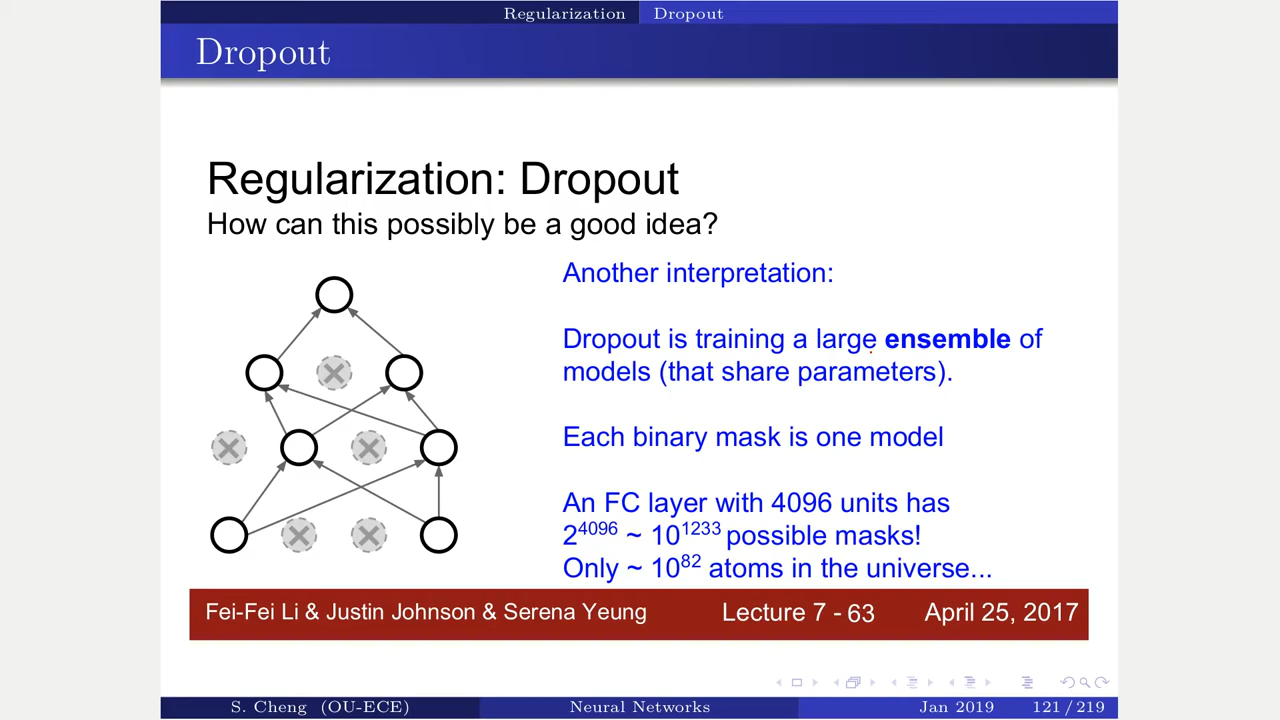 Regularization Dropout
Dropout
Regularization: Dropout
How can this possibly be a good idea?
Another interpretation:
Dropout is training a large ensemble of
models (that share parameters).
Each binary mask is one model
An FC layer with 4096 units has
2^4096 ~ 10^1233 possible masks!
Only ~ 10^82 atoms in the universe...
Fei-Fei Li & Justin Johnson & Serena Yeung Lecture 7 - 63 April 25, 2017
S. Cheng (OU-ECE) Neural Networks Jan 2019 121 / 219